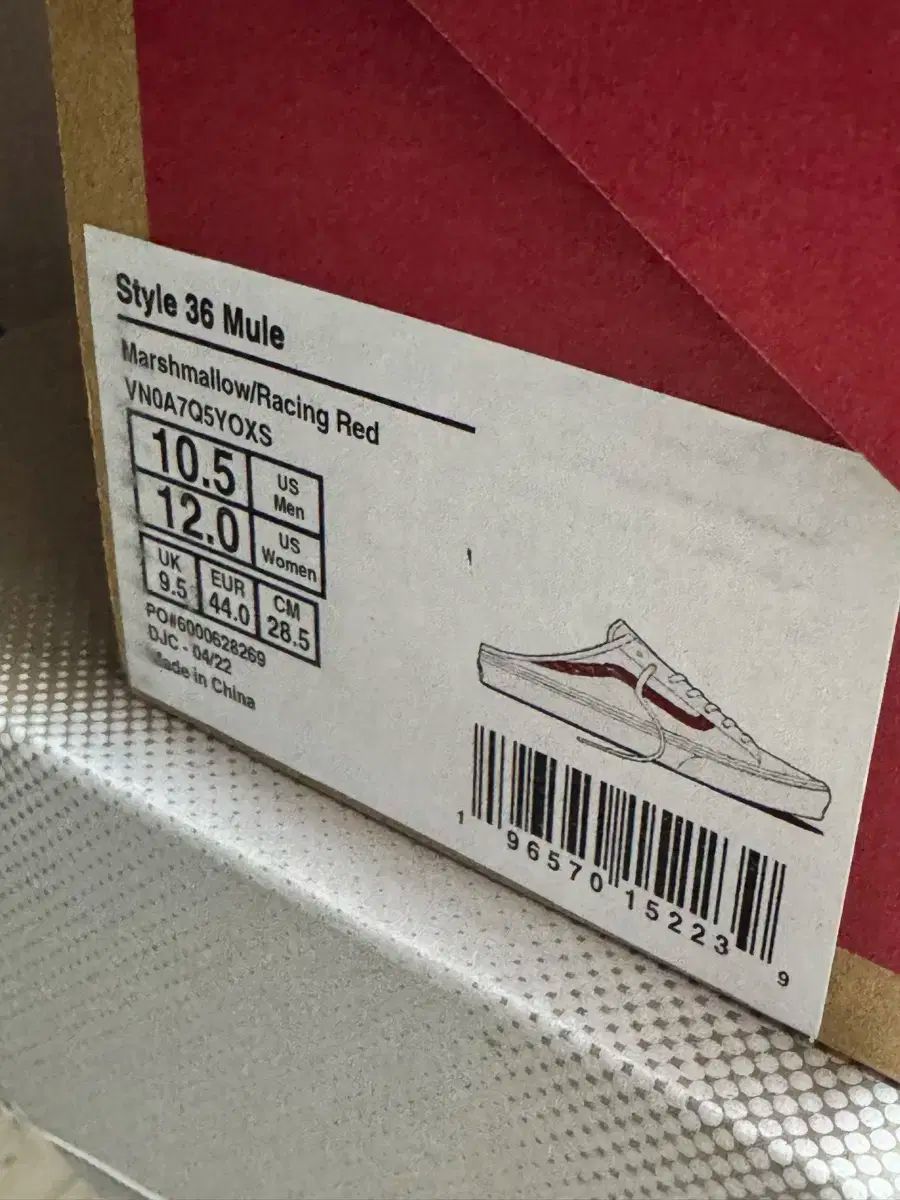 Style 36 Mule
Marshmallow/Racing Red
VN0A7Q5YOXS
10.5 US Men
12.0 US Women
UK 9.5 EUR 44.0 CM 28.5
PO#6000628269
DJC - 04/22
Made in China
1 96570 15223 9